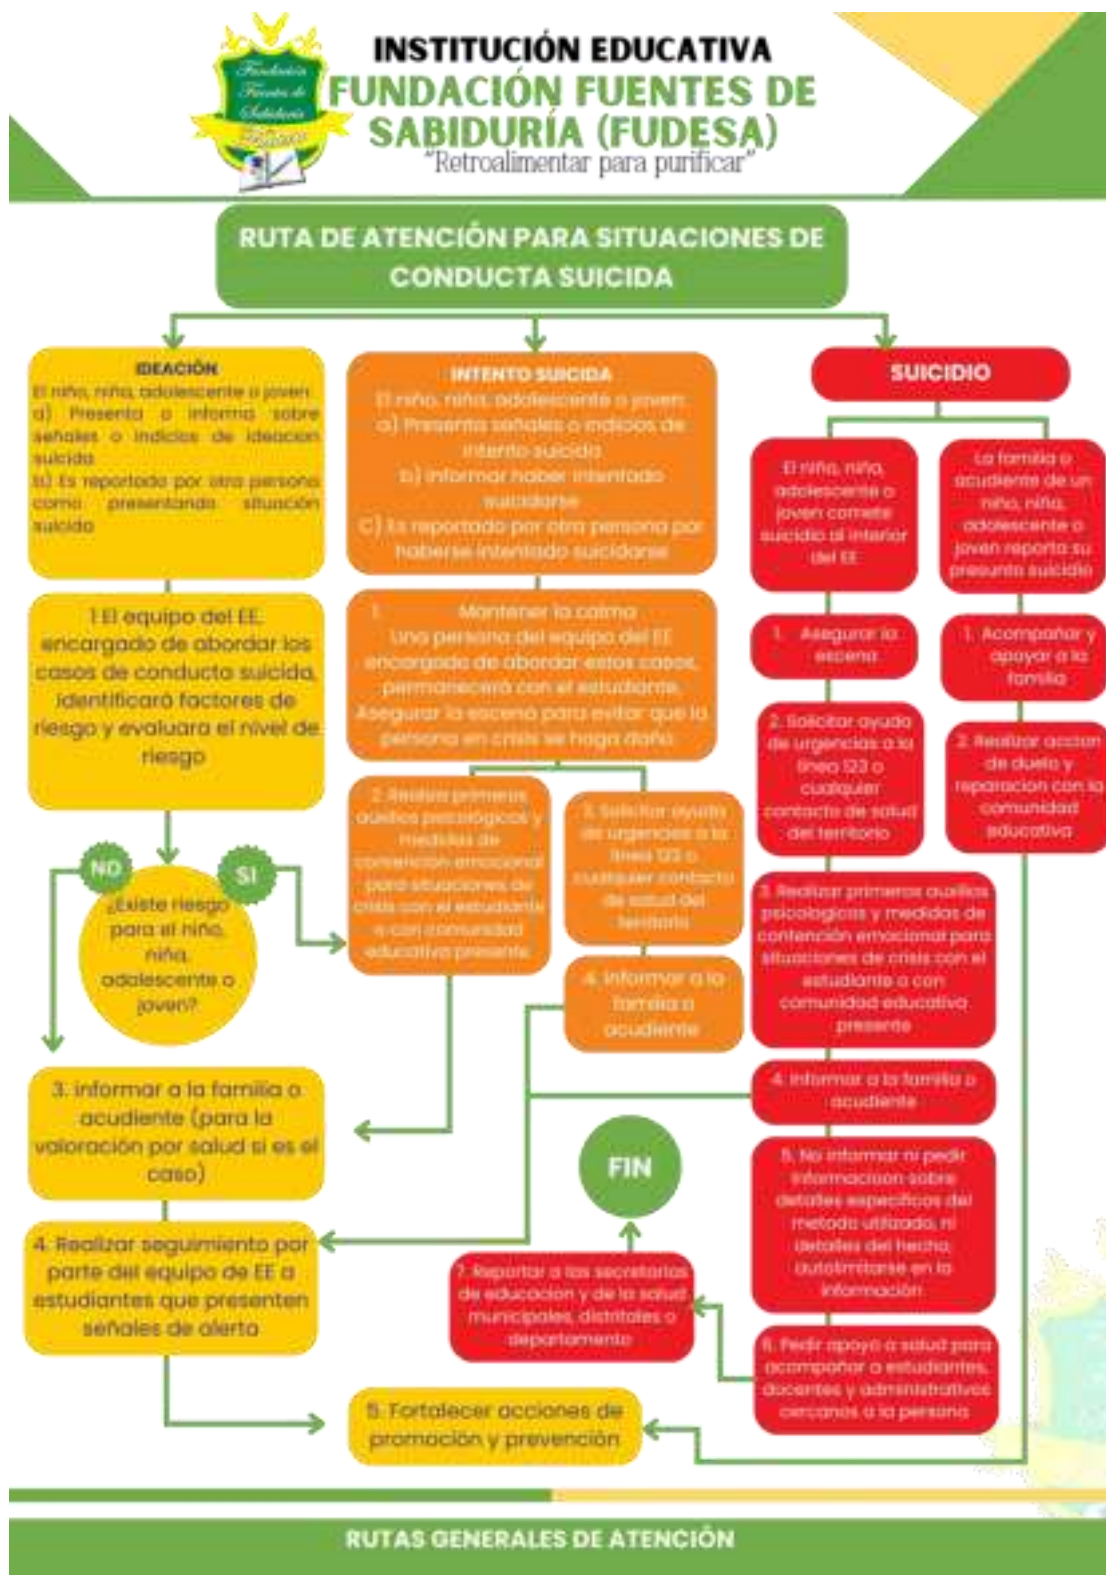 Fundación
Fuentes de
Sabiduría
INSTITUCIÓN EDUCATIVA
FUNDACIÓN FUENTES DE
SABIDURÍA (FUDESA)
"Retroalimentar para purificar"
RUTA DE ATENCIÓN PARA SITUACIONES DE
CONDUCTA SUICIDA
IDEACIÓN
El niño, niña, adolescente o joven
a) Presenta o informa sobre
señales o indicios de ideacion
suicida
b) Es reportado por otra persona
como presentando situación
suicida
1 El equipo del EE,
encargado de abordar los
casos de conducta suicida,
identificará factores de
riesgo y evaluara el nivel de
riesgo
NO
SI
¿Existe riesgo
para el niño,
niña,
adolescente o
joven?
3. informar a la familia o
acudiente (para la
valoración por salud si es el
caso)
4. Realizar seguimiento por
parte del equipo de EE a
estudiantes que presenten
señales de alerta
5. Fortalecer acciones de
promoción y prevención
INTENTO SUICIDA
El niño, niña, adolescente o joven
a) Presenta señales o indicios de
intento suicida
b) informar haber intentado
suicidarse
C) Es reportado por otra persona por
haberse intentado suicidarse
1. Mantener la calma
Una persona del equipo del EE
encargado de abordar estos casos,
permanecerá con el estudiante.
Asegurar la escena para evitar que la
persona en crisis se haga daño
2. Realiza primeros
auxilios psicológicos y
medidas de
contención emocional
para situaciones de
crisis con el estudiante
o con comunidad
educativa presente
3. Solicitar ayuda
de urgencias a la
línea 123 o
cualquier contacto
de salud del
territorio
4. Informar a la
familia o
acudiente
SUICIDIO
El niño, niña,
adolescente o
joven comete
suicidio al interior
del EE
1. Asegurar la
escena
2. Solicitar ayuda
de urgencias a la
línea 123 o
cualquier
contacto de salud
del territorio
3. Realizar primeros auxilios
psicologicos y medidas de
contención emocional para
situaciones de crisis con el
estudiante o con
comunidad educativa
presente
4. Informar a la familia o
acudiente
5. No informar ni pedir
informacioon sobre
detalles especificos del
metodo utilizado, ni
detalles del hecho,
autolimitarse en la
información
6. Pedir apoyo a salud para
acompañar a estudiantes,
docentes y administrativos
cercanos a la persona
7. Reportar a las secretarias
de educacion y de la salud
municipales, distritales o
departamento
FIN
La familia o
acudiente de un
niño, niña,
adolescente o
joven reporta su
presunto suicidio
1. Acompañar y
apoyar a la
familia
2. Realizar accion
de duelo y
reparacion con la
comunidad
educativa
RUTAS GENERALES DE ATENCIÓN